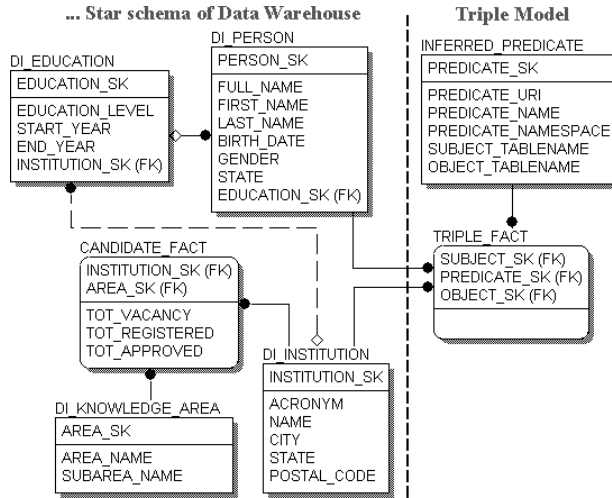 ... Star schema of Data Warehouse
Triple Model
DI_EDUCATION
EDUCATION_SK
EDUCATION_LEVEL
START_YEAR
END_YEAR
INSTITUTION_SK (FK)
DI_PERSON
PERSON_SK
FULL_NAME
FIRST_NAME
LAST_NAME
BIRTH_DATE
GENDER
STATE
EDUCATION_SK (FK)
INFERRED_PREDICATE
PREDICATE_SK
PREDICATE_URI
PREDICATE_NAME
PREDICATE_NAMESPACE
SUBJECT_TABLENAME
OBJECT_TABLENAME
CANDIDATE_FACT
INSTITUTION_SK (FK)
AREA_SK (FK)
TOT_VACANCY
TOT_REGISTERED
TOT_APPROVED
TRIPLE_FACT
SUBJECT_SK (FK)
PREDICATE_SK (FK)
OBJECT_SK (FK)
DI_INSTITUTION
INSTITUTION_SK
ACRONYM
NAME
CITY
STATE
POSTAL_CODE
DI_KNOWLEDGE_AREA
AREA_SK
AREA_NAME
SUBAREA_NAME